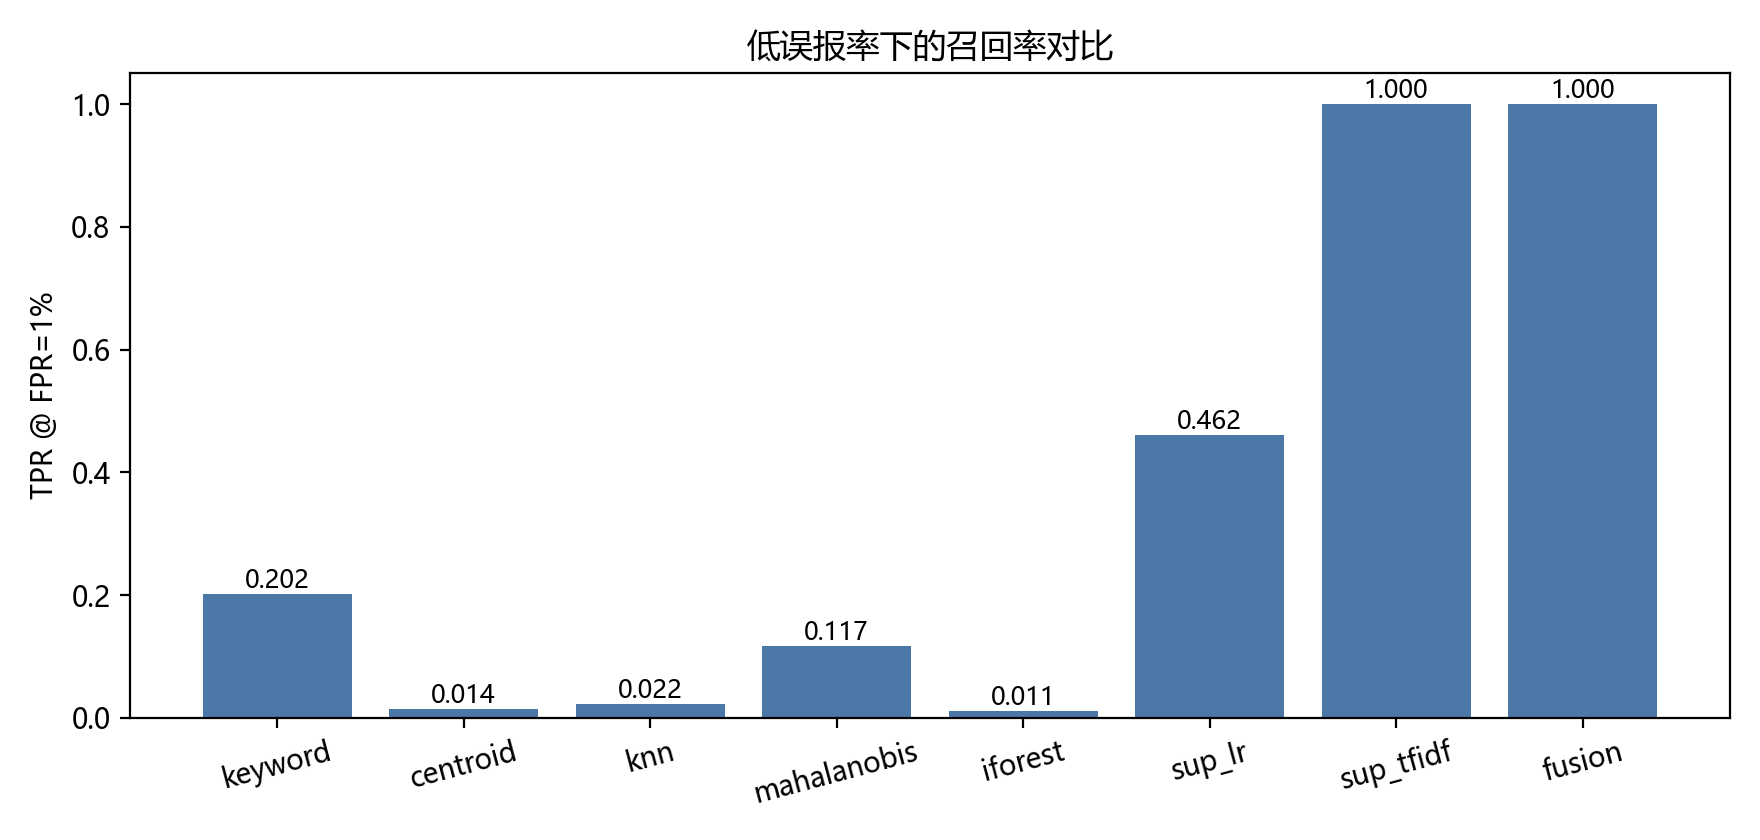 低误报率下的召回率对比
TPR @ FPR=1%
1.0
0.8
0.6
0.4
0.2
0.0
0.202
0.014
0.022
0.117
0.011
0.462
1.000
1.000
keyword
centroid
knn
mahalanobis
iforest
sup_lr
sup_tfidf
fusion